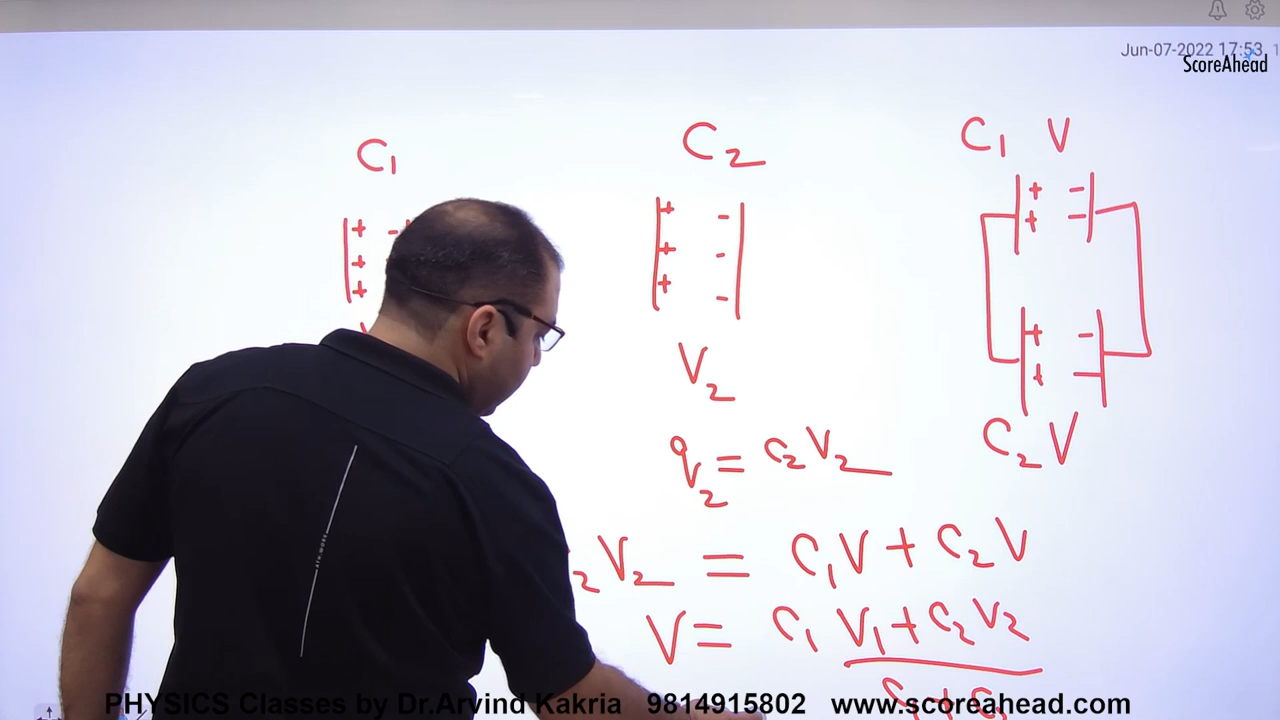 Jun-07-2022 17:53
ScoreAhead
C₁
C₂
C₁ V
+ -
+
+
+ -
+ -
+ -
+ -
+ -
V₂
+ -
+ -
C₂ V
q₂ = C₂V₂
₂V₂ = C₁V + C₂V
V = C₁V₁ + C₂V₂
PHYSICS Classes by Dr.Arvind Kakria 9814915802 www.scoreahead.com